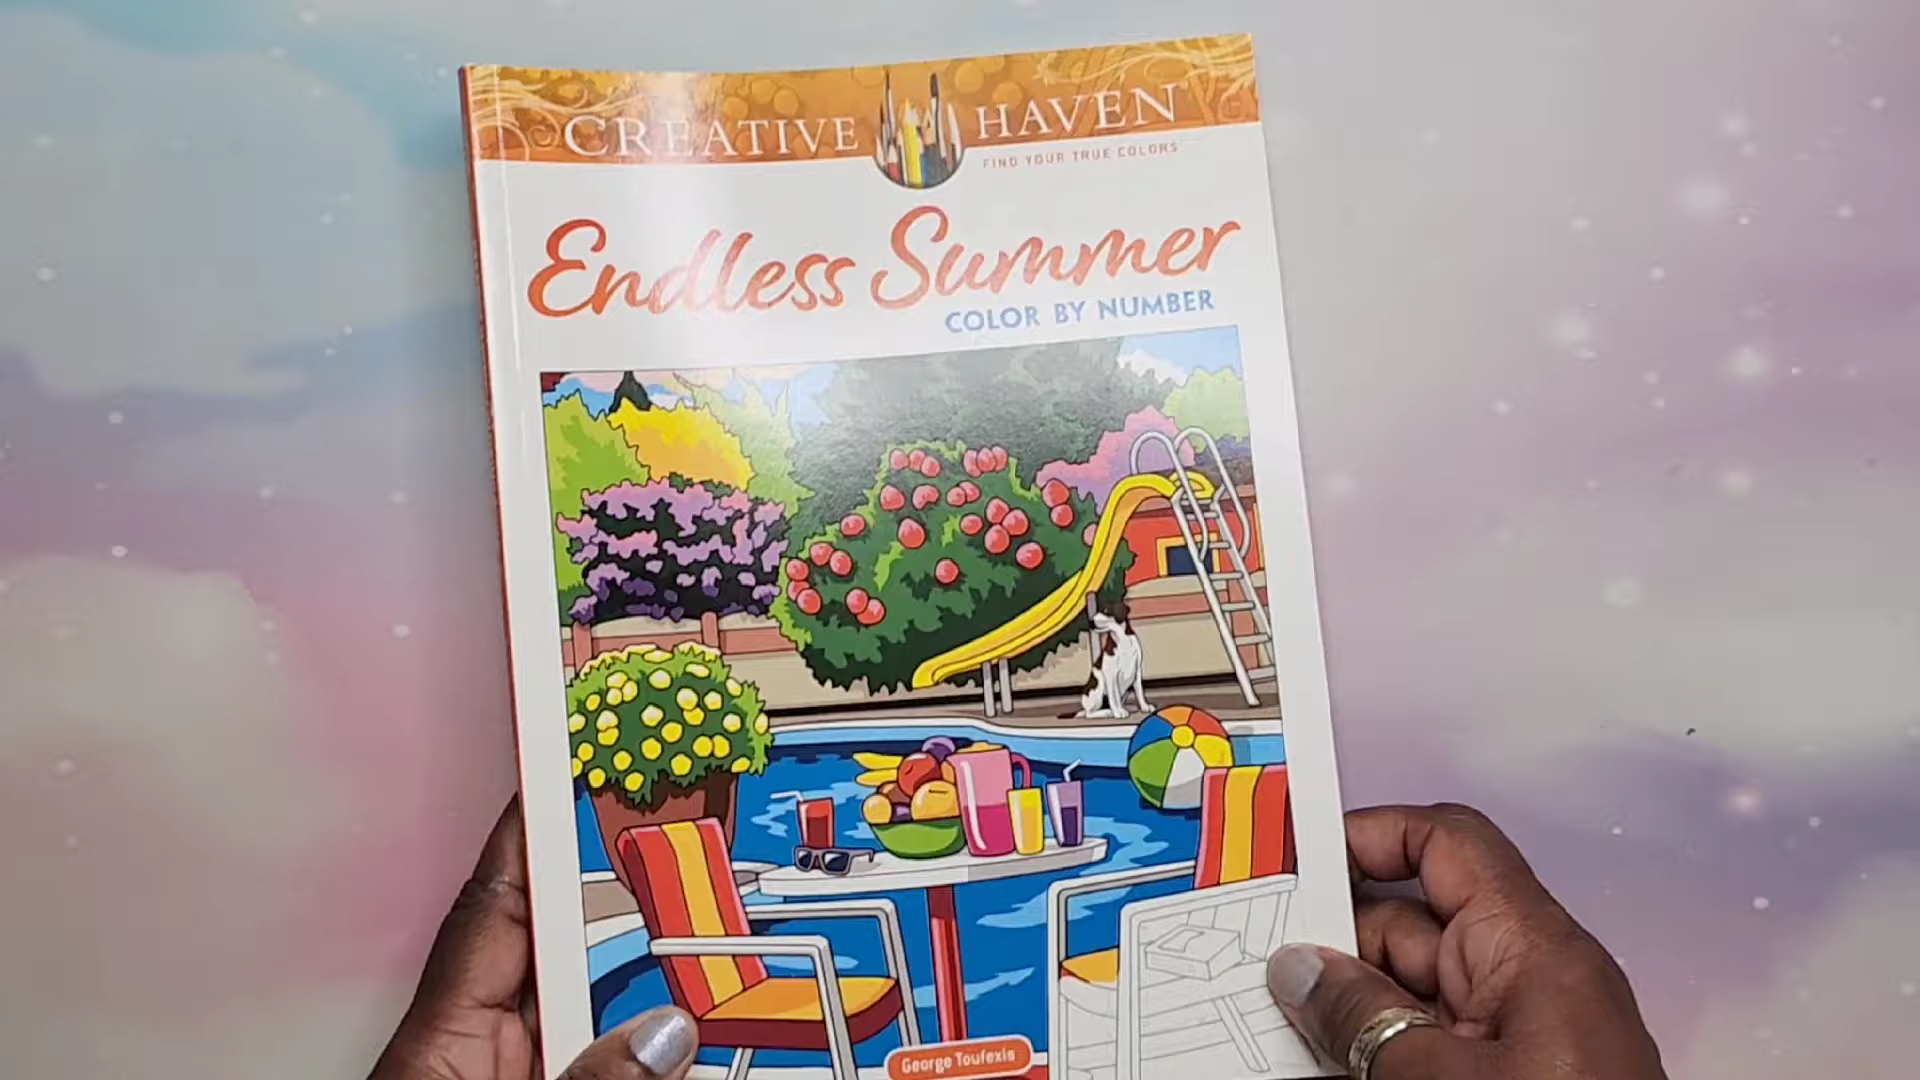 CREATIVE HAVEN
FIND YOUR TRUE COLORS
Endless Summer
COLOR BY NUMBER
George Toufexis